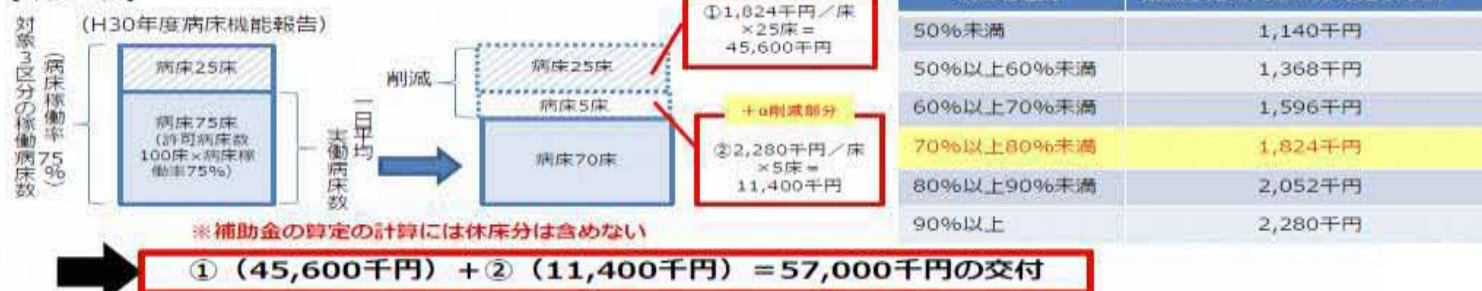 (H30年度病床機能報告)
対象3区分の稼働病床数
(病床稼働率75%)
病床25床
病床75床
(許可病床数
100床×病床稼
働率75%)
一日平均
実働病床数
削減
病床25床
病床5床
病床70床
①1,824千円/床
×25床=
45,600千円
+α削減部分
②2,280千円/床
×5床=
11,400千円
50%未満 1,140千円
50%以上60%未満 1,368千円
60%以上70%未満 1,596千円
70%以上80%未満 1,824千円
80%以上90%未満 2,052千円
90%以上 2,280千円
※補助金の算定の計算には休床分は含めない
①(45,600千円)+②(11,400千円)=57,000千円の交付